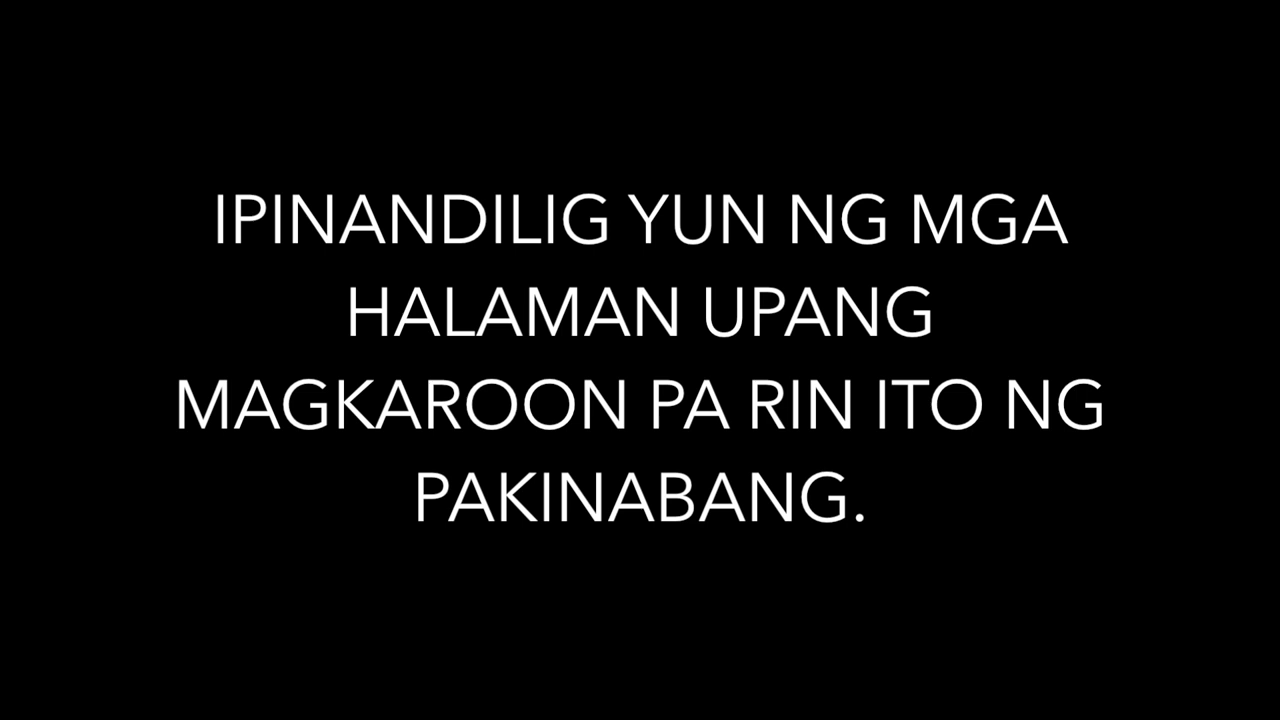 IPINANDILIG YUN NG MGA
HALAMAN UPANG
MAGKAROON PA RIN ITO NG
PAKINABANG.